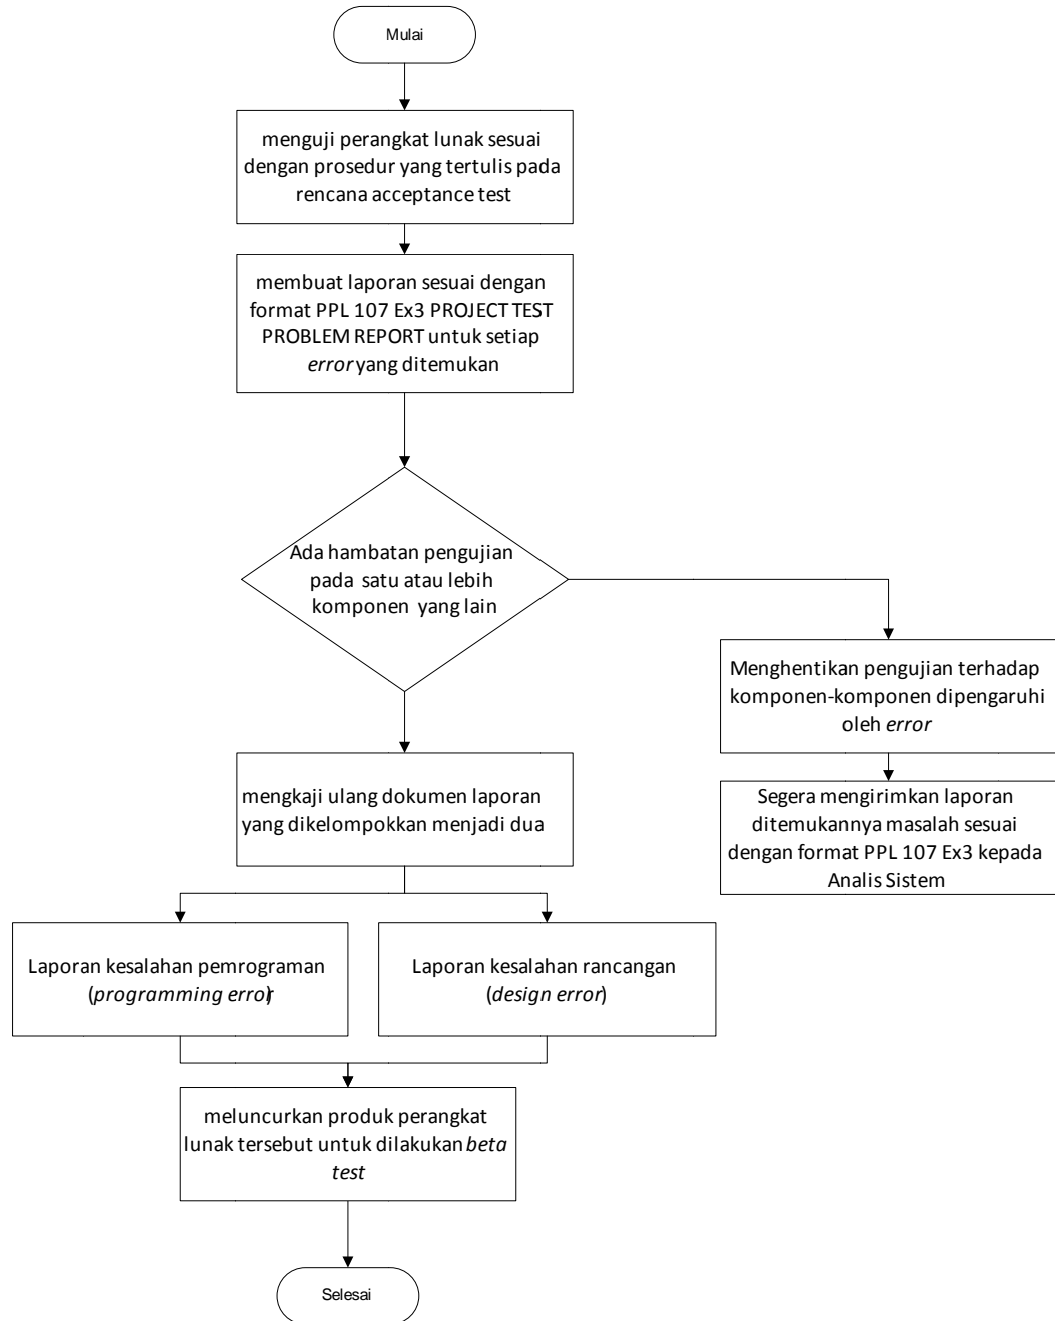 Mulai
menguji perangkat lunak sesuai
dengan prosedur yang tertulis pada
rencana acceptance test
membuat laporan sesuai dengan
format PPL 107 Ex3 PROJECT TEST
PROBLEM REPORT untuk setiap
error yang ditemukan
Ada hambatan pengujian
pada satu atau lebih
komponen yang lain
Menghentikan pengujian terhadap
komponen-komponen dipengaruhi
oleh error
Segera mengirimkan laporan
ditemukannya masalah sesuai
dengan format PPL 107 Ex3 kepada
Analis Sistem
mengkaji ulang dokumen laporan
yang dikelompokkan menjadi dua
Laporan kesalahan pemrograman
(programming error)
Laporan kesalahan rancangan
(design error)
meluncurkan produk perangkat
lunak tersebut untuk dilakukan beta
test
Selesai